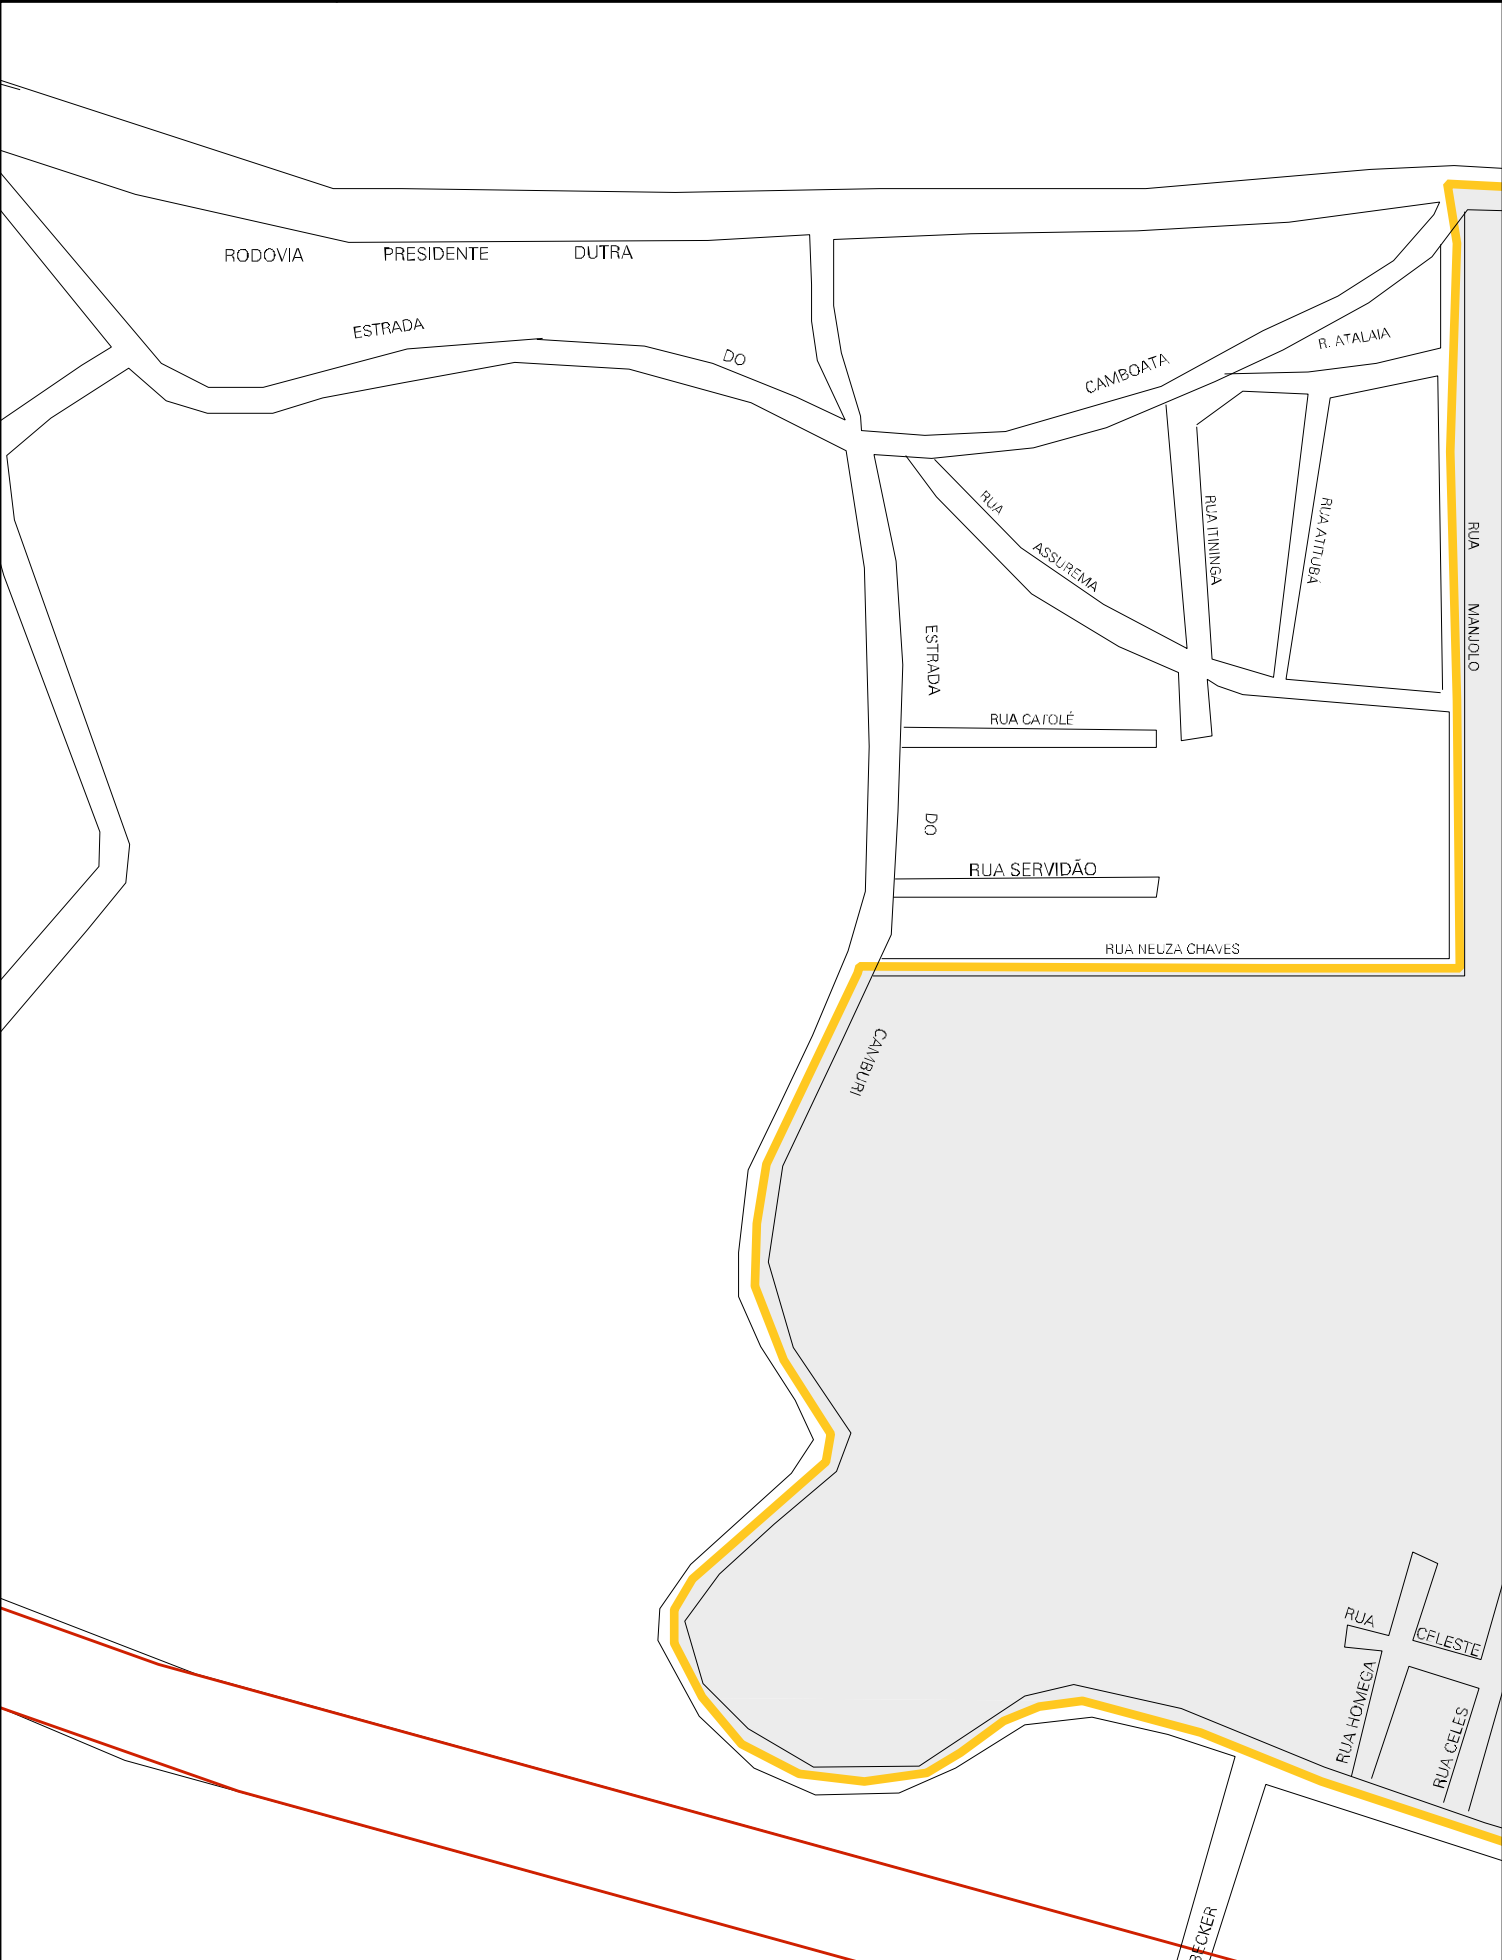 RODOVIA PRESIDENTE DUTRA
ESTRADA DO CAMBOATA
R. ATALAIA
RUA ASSUREMA
RUA ITININGA
RUA ATITUBÁ
RUA MANJOLO
ESTRADA DO CAMBURI
RUA CATOLÉ
RUA SERVIDÃO
RUA NEUZA CHAVES
RUA CELESTE
RUA HOMEGA
RUA CELES
BECKER